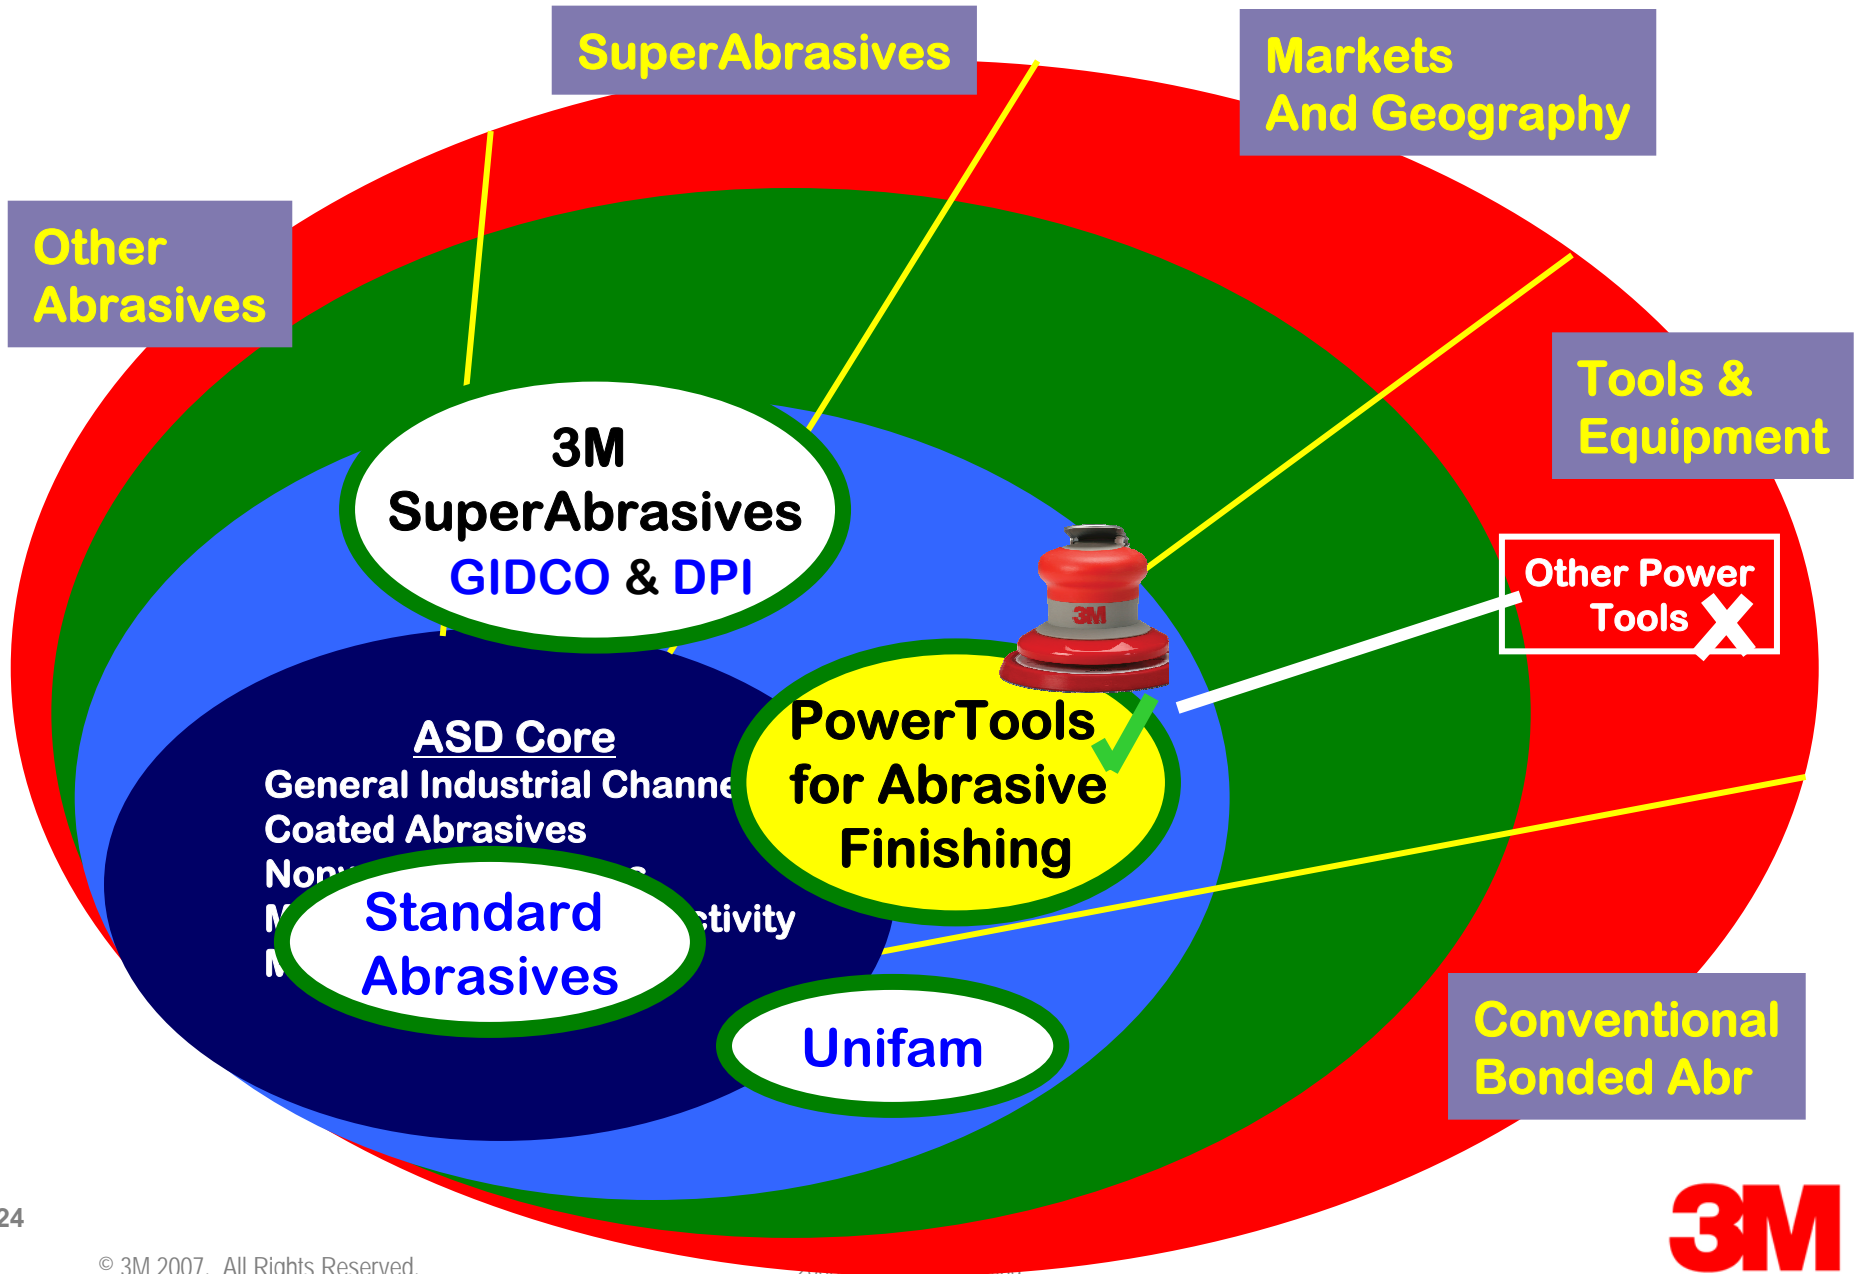 SuperAbrasives
Markets
And Geography
Other
Abrasives
Tools &
Equipment
3M
SuperAbrasives
GIDCO & DPI
3M
Other Power
Tools
PowerTools
for Abrasive
Finishing
ASD Core
General Industrial
Coated Abrasives
Standard
Abrasives
Unifam
Conventional
Bonded Abr
24
© 3M 2007. All Rights Reserved.
3M